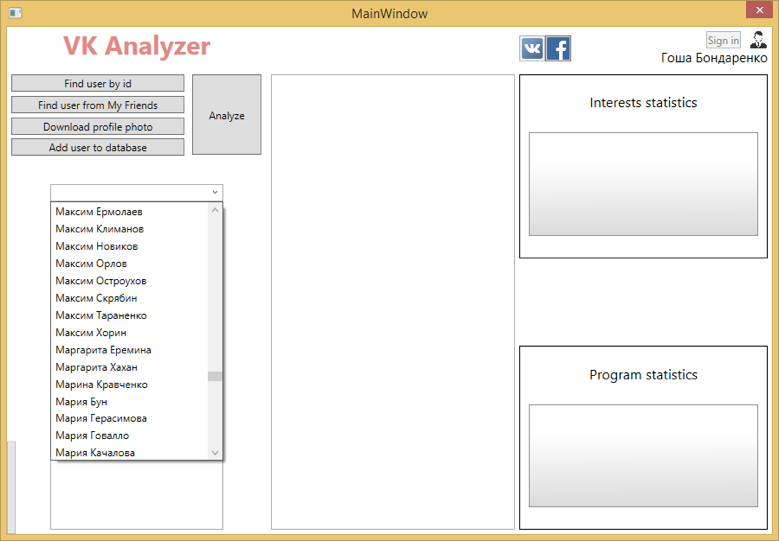 MainWindow
VK Analyzer
Sign in
Гоша Бондаренко
Find user by id
Find user from My Friends
Download profile photo
Add user to database
Analyze
Максим Ермолаев
Максим Климанов
Максим Новиков
Максим Орлов
Максим Остроухов
Максим Скрябин
Максим Тараненко
Максим Хорин
Маргарита Еремина
Маргарита Хахан
Марина Кравченко
Мария Бун
Мария Герасимова
Мария Говалло
Мария Качалова
Interests statistics
Program statistics